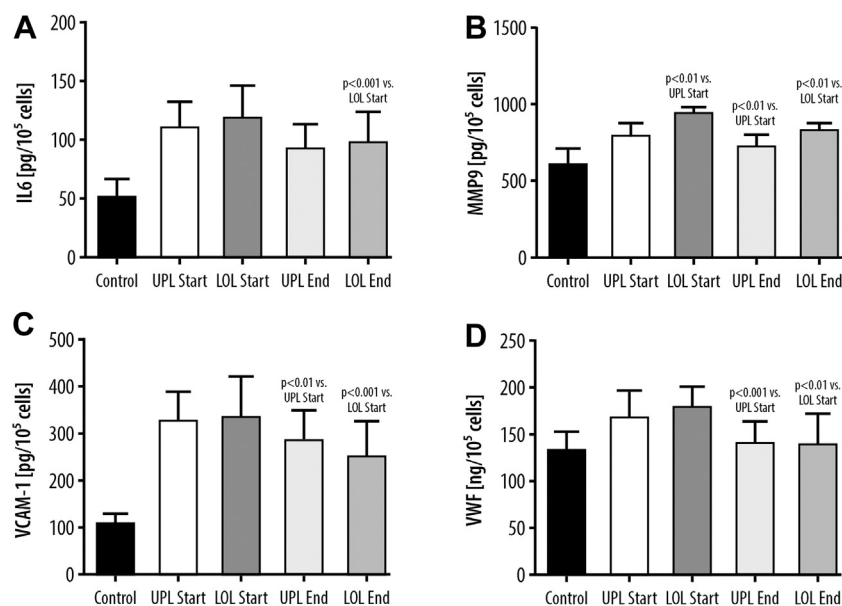 A
IL6 [pg/10⁵ cells]
200
150
100
50
0
p<0.001 vs.
LOL Start
Control UPL Start LOL Start UPL End LOL End
B
MMP9 [pg/10⁵ cells]
1500
1000
500
0
p<0.01 vs.
UPL Start
p<0.01 vs.
UPL Start
p<0.01 vs.
LOL Start
Control UPL Start LOL Start UPL End LOL End
C
VCAM-1 [pg/10⁵ cells]
500
400
300
200
100
0
p<0.01 vs.
UPL Start
p<0.001 vs.
LOL Start
Control UPL Start LOL Start UPL End LOL End
D
VWF [ng/10⁵ cells]
250
200
150
100
50
0
p<0.001 vs.
UPL Start
p<0.01 vs.
LOL Start
Control UPL Start LOL Start UPL End LOL End